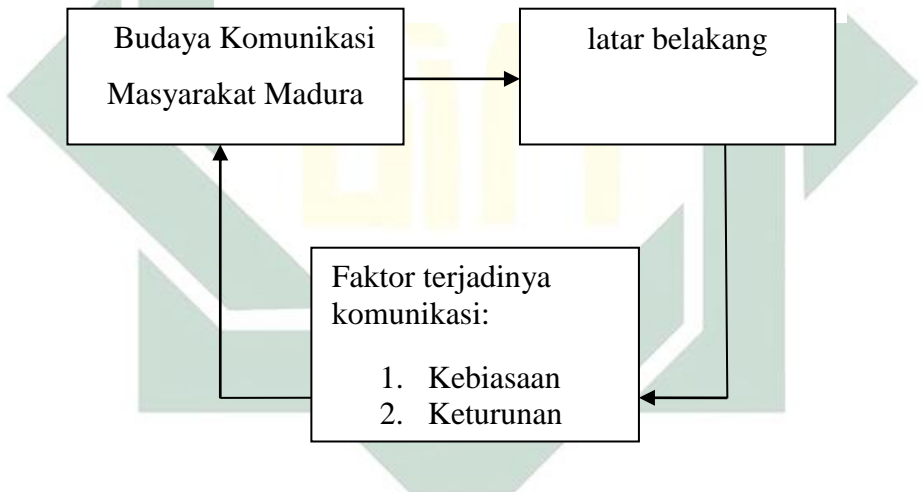 Budaya Komunikasi
Masyarakat Madura
latar belakang
Faktor terjadinya
komunikasi:
1. Kebiasaan
2. Keturunan